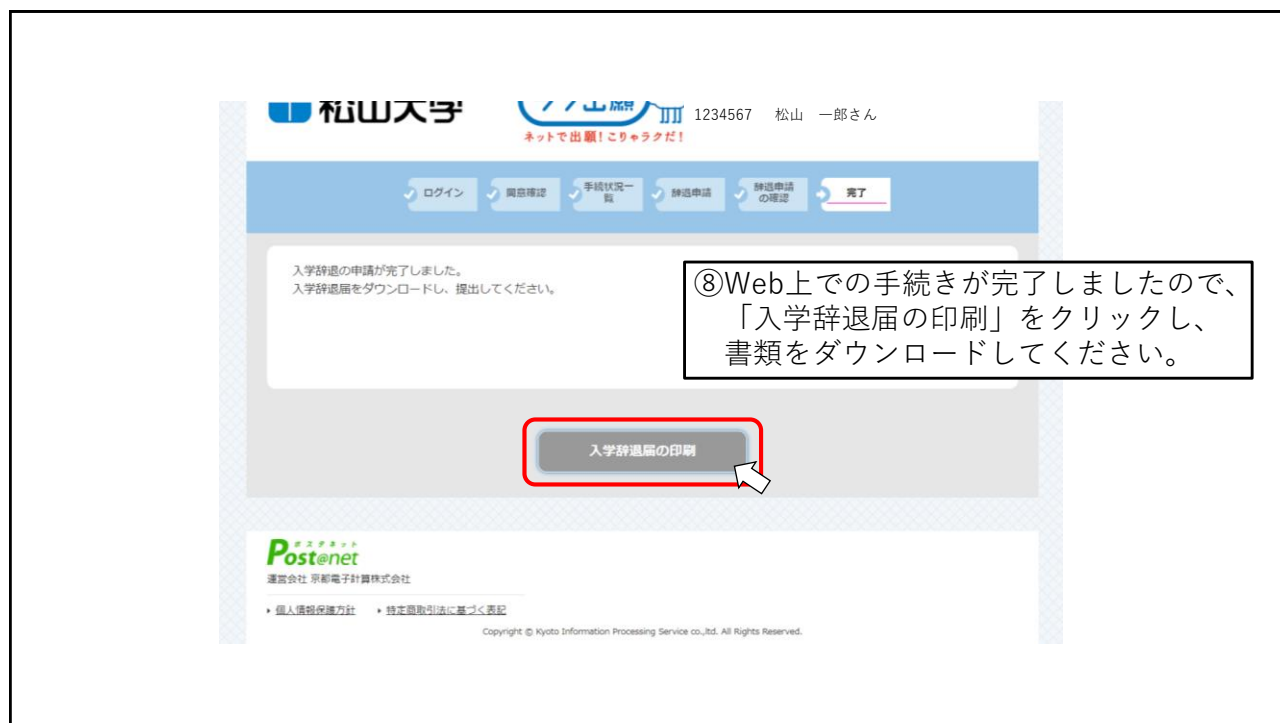 松山大学
ネットで出願!こりゃラクだ!
1234567 松山 一郎さん
ログイン
同意確認
手続状況一
覧
辞退申請
辞退申請
の確認
完了
入学辞退の申請が完了しました。
入学辞退届をダウンロードし、提出してください。
⑧Web上での手続きが完了しましたので、
「入学辞退届の印刷」をクリックし、
書類をダウンロードしてください。
入学辞退届の印刷
ポスタネット
Post@net
運営会社 京都電子計算株式会社
個人情報保護方針
特定商取引法に基づく表記
Copyright © Kyoto Information Processing Service co.,ltd. All Rights Reserved.